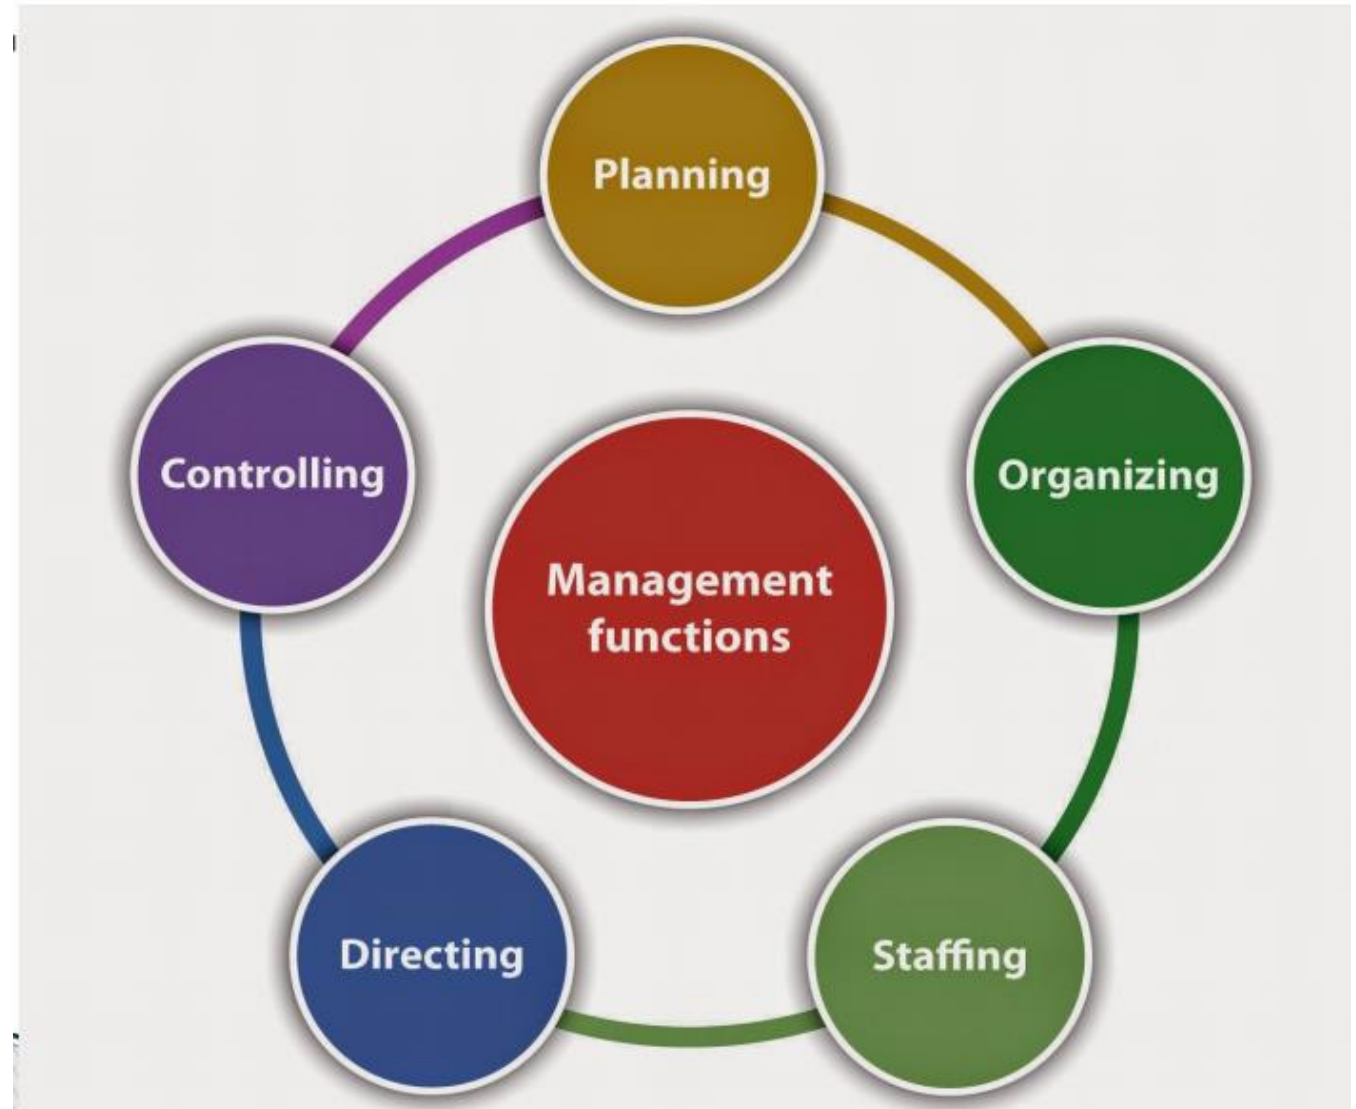 Planning
Organizing
Staffing
Directing
Controlling
Management
functions